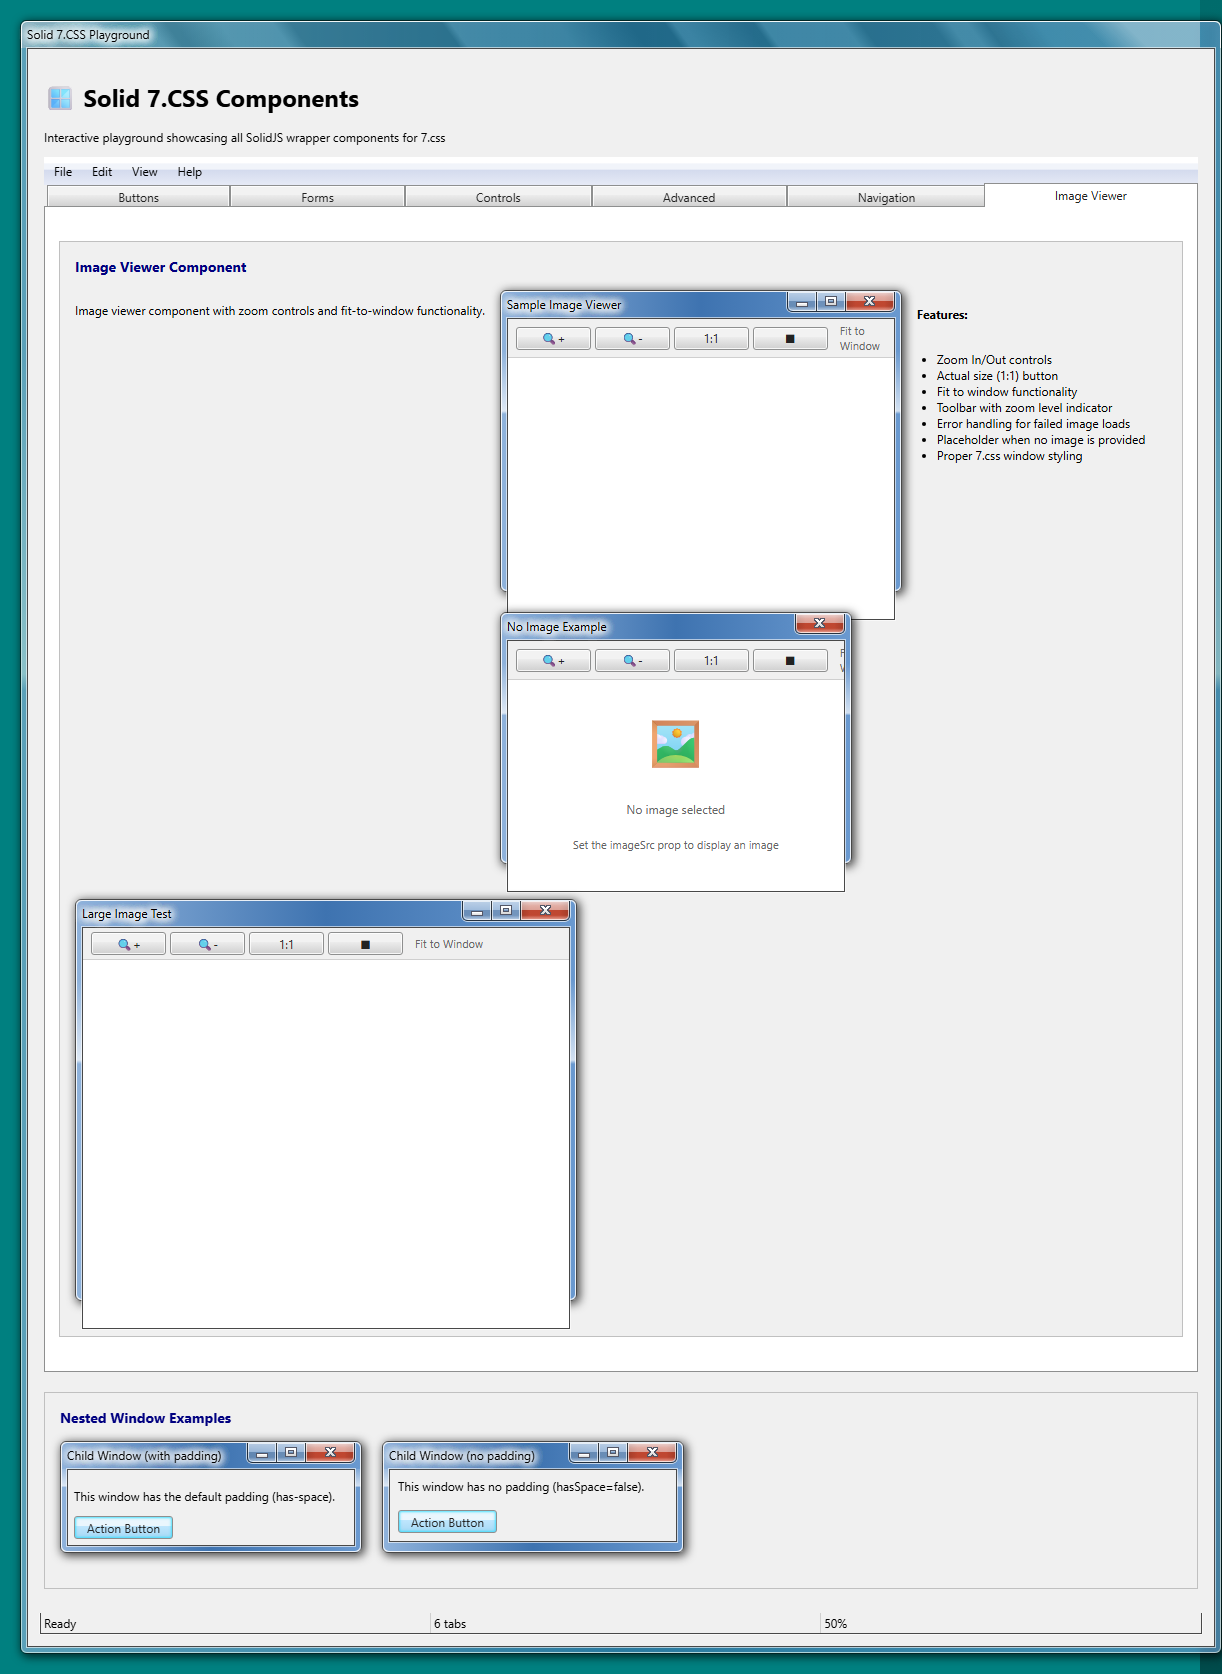 Solid 7.CSS Playground
Solid 7.CSS Components
Interactive playground showcasing all SolidJS wrapper components for 7.css
File Edit View Help
Buttons Forms Controls Advanced Navigation Image Viewer
Image Viewer Component
Image viewer component with zoom controls and fit-to-window functionality.
Sample Image Viewer
+ - 1:1 Fit to
Window
Features:
Zoom In/Out controls
Actual size (1:1) button
Fit to window functionality
Toolbar with zoom level indicator
Error handling for failed image loads
Placeholder when no image is provided
Proper 7.css window styling
No Image Example
+ - 1:1
No image selected
Set the imageSrc prop to display an image
Large Image Test
+ - 1:1 Fit to Window
Nested Window Examples
Child Window (with padding)
This window has the default padding (has-space).
Action Button
Child Window (no padding)
This window has no padding (hasSpace=false).
Action Button
Ready 6 tabs 50%